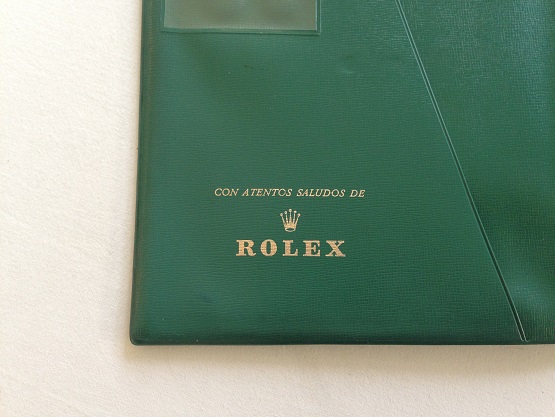 CON ATENTOS SALUDOS DE
ROLEX